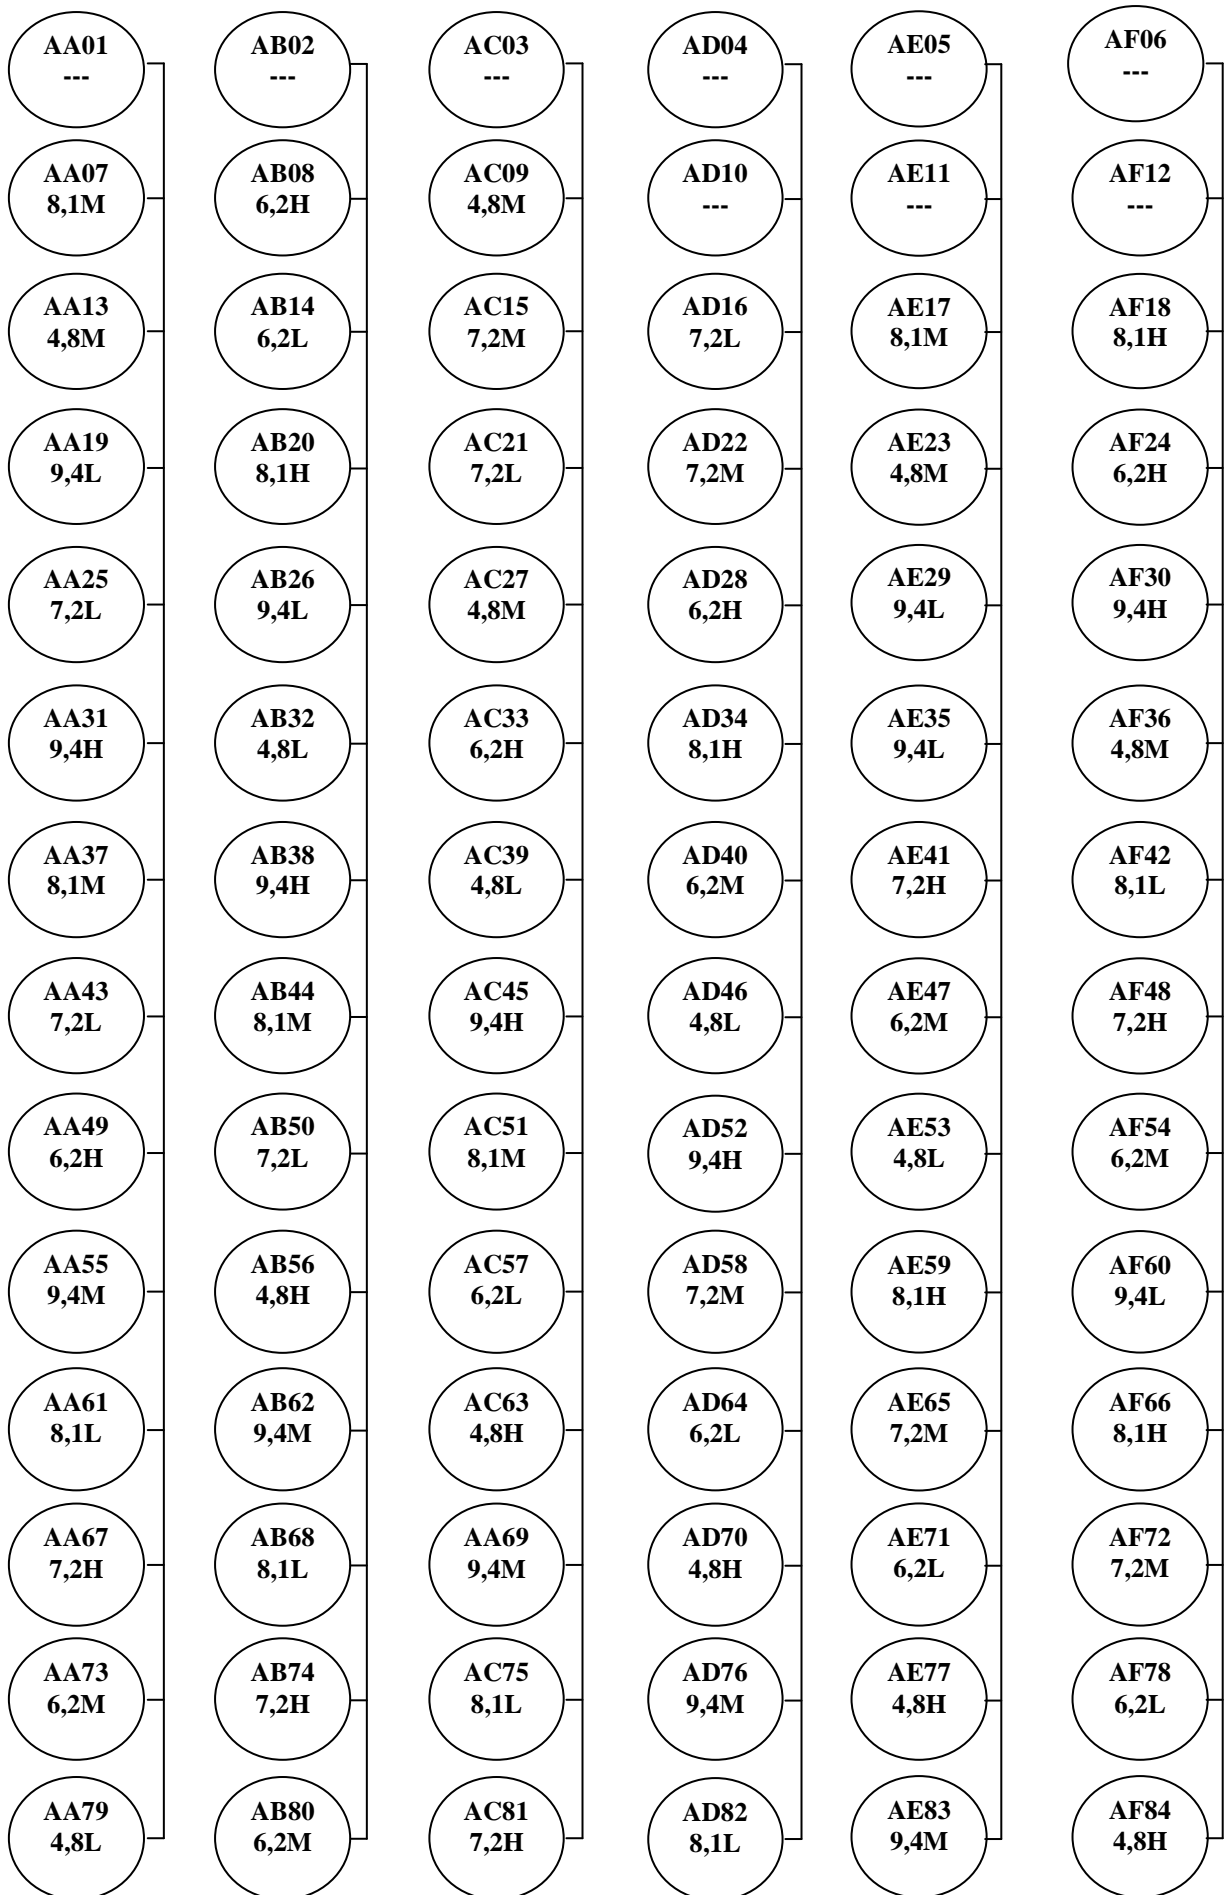 AA01
---
AB02
---
AC03
---
AD04
---
AE05
---
AF06
---
AA07
8,1M
AB08
6,2H
AC09
4,8M
AD10
---
AE11
---
AF12
---
AA13
4,8M
AB14
6,2L
AC15
7,2M
AD16
7,2L
AE17
8,1M
AF18
8,1H
AA19
9,4L
AB20
8,1H
AC21
7,2L
AD22
7,2M
AE23
4,8M
AF24
6,2H
AA25
7,2L
AB26
9,4L
AC27
4,8M
AD28
6,2H
AE29
9,4L
AF30
9,4H
AA31
9,4H
AB32
4,8L
AC33
6,2H
AD34
8,1H
AE35
9,4L
AF36
4,8M
AA37
8,1M
AB38
9,4H
AC39
4,8L
AD40
6,2M
AE41
7,2H
AF42
8,1L
AA43
7,2L
AB44
8,1M
AC45
9,4H
AD46
4,8L
AE47
6,2M
AF48
7,2H
AA49
6,2H
AB50
7,2L
AC51
8,1M
AD52
9,4H
AE53
4,8L
AF54
6,2M
AA55
9,4M
AB56
4,8H
AC57
6,2L
AD58
7,2M
AE59
8,1H
AF60
9,4L
AA61
8,1L
AB62
9,4M
AC63
4,8H
AD64
6,2L
AE65
7,2M
AF66
8,1H
AA67
7,2H
AB68
8,1L
AA69
9,4M
AD70
4,8H
AE71
6,2L
AF72
7,2M
AA73
6,2M
AB74
7,2H
AC75
8,1L
AD76
9,4M
AE77
4,8H
AF78
6,2L
AA79
4,8L
AB80
6,2M
AC81
7,2H
AD82
8,1L
AE83
9,4M
AF84
4,8H